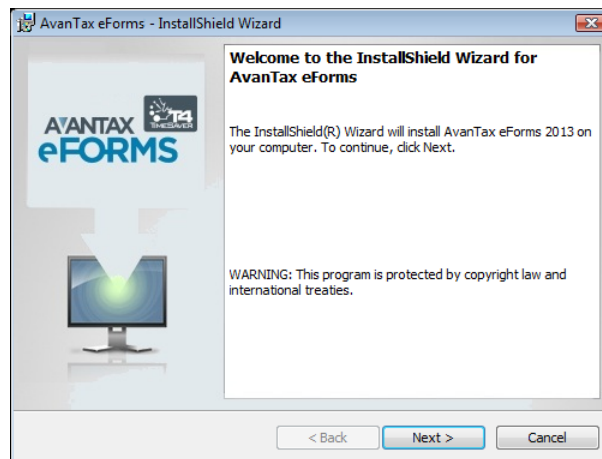 AvanTax eForms - InstallShield Wizard
Welcome to the InstallShield Wizard for
AvanTax eForms
AVANTAX T4
TIMESAVER
eFORMS
The InstallShield(R) Wizard will install AvanTax eForms 2013 on
your computer. To continue, click Next.
WARNING: This program is protected by copyright law and
international treaties.
< Back Next > Cancel